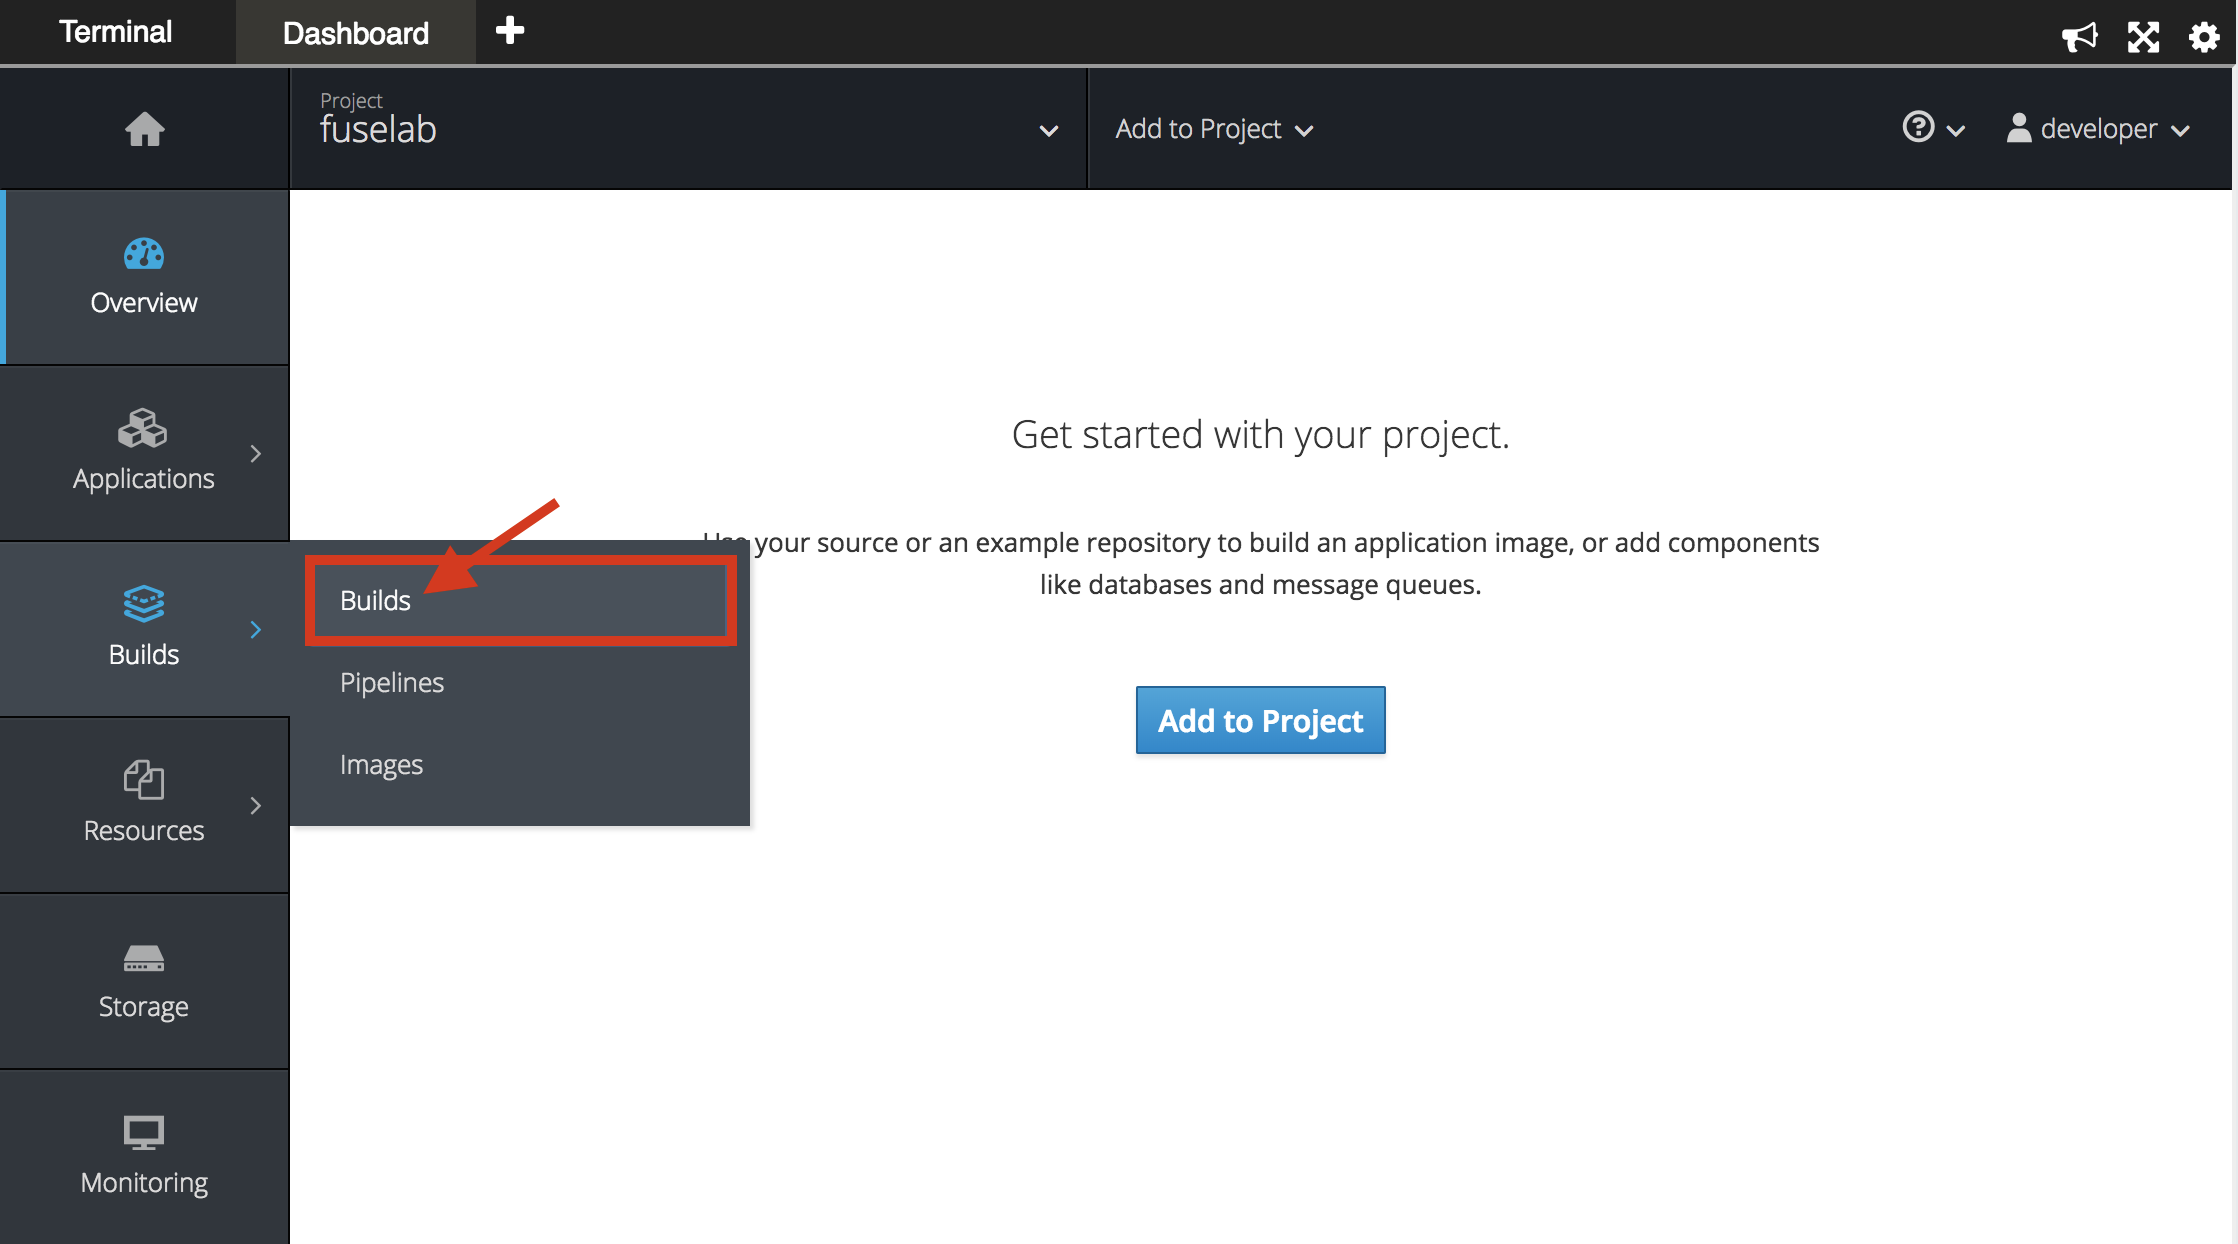 Terminal
Dashboard
Project
fuselab
Add to Project
developer
Overview
Applications
Builds
Resources
Storage
Monitoring
Builds
Pipelines
Images
Get started with your project.
Use your source or an example repository to build an application image, or add components
like databases and message queues.
Add to Project